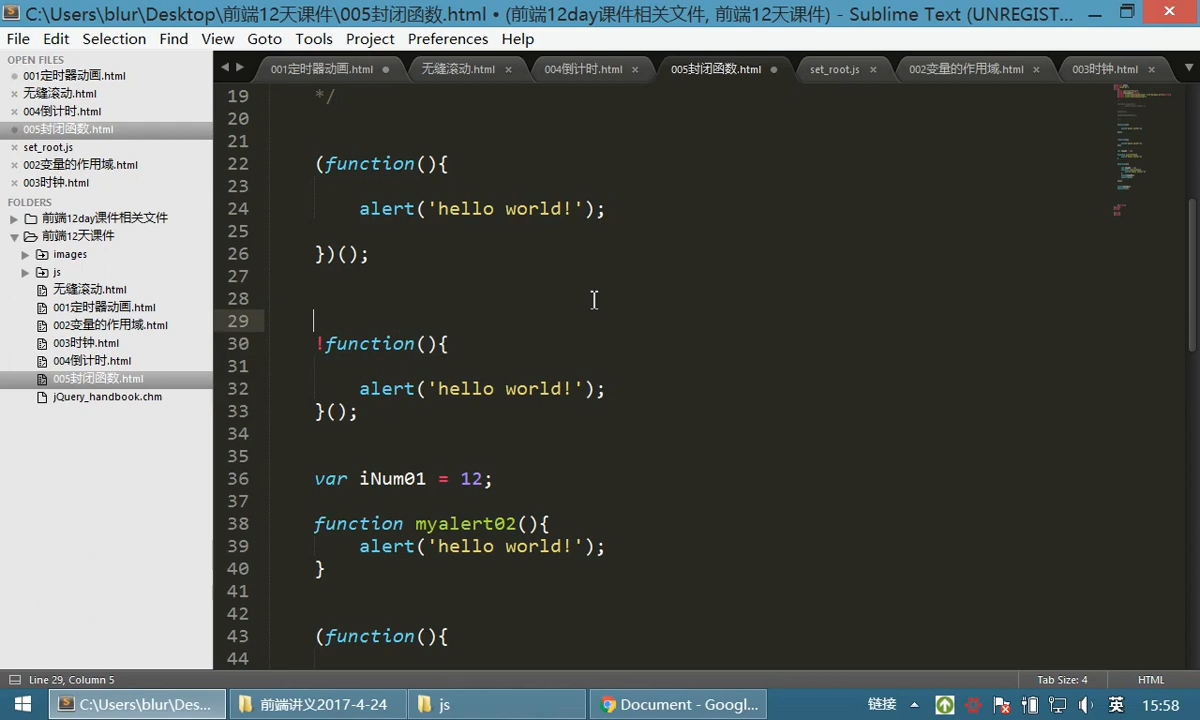 C:\Users\blur\Desktop\前端12天课件\005封闭函数.html • (前端12day课件相关文件, 前端12天课件) - Sublime Text (UNREGIST...
File Edit Selection Find View Goto Tools Project Preferences Help
OPEN FILES
001定时器动画.html
无缝滚动.html
004倒计时.html
005封闭函数.html
set_root.js
002变量的作用域.html
003时钟.html
FOLDERS
前端12day课件相关文件
前端12天课件
images
js
无缝滚动.html
001定时器动画.html
002变量的作用域.html
003时钟.html
004倒计时.html
005封闭函数.html
jQuery_handbook.chm
001定时器动画.html 无缝滚动.html 004倒计时.html 005封闭函数.html set_root.js 002变量的作用域.html 003时钟.html
19 */
20
21
22 (function(){
23
24 alert('hello world!');
25
26 })();
27
28
29
30 !function(){
31
32 alert('hello world!');
33 }();
34
35
36 var iNum01 = 12;
37
38 function myalert02(){
39 alert('hello world!');
40 }
41
42
43 (function(){
44
Line 29, Column 5 Tab Size: 4 HTML
C:\Users\blur\Des... 前端讲义2017-4-24 js Document - Googl... 链接 英 15:58